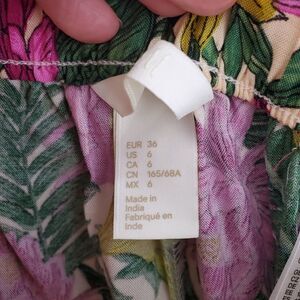 EUR 36
US 6
CA 6
CN 165/68A
MX 6
Made in
India
Fabriqué en
Inde